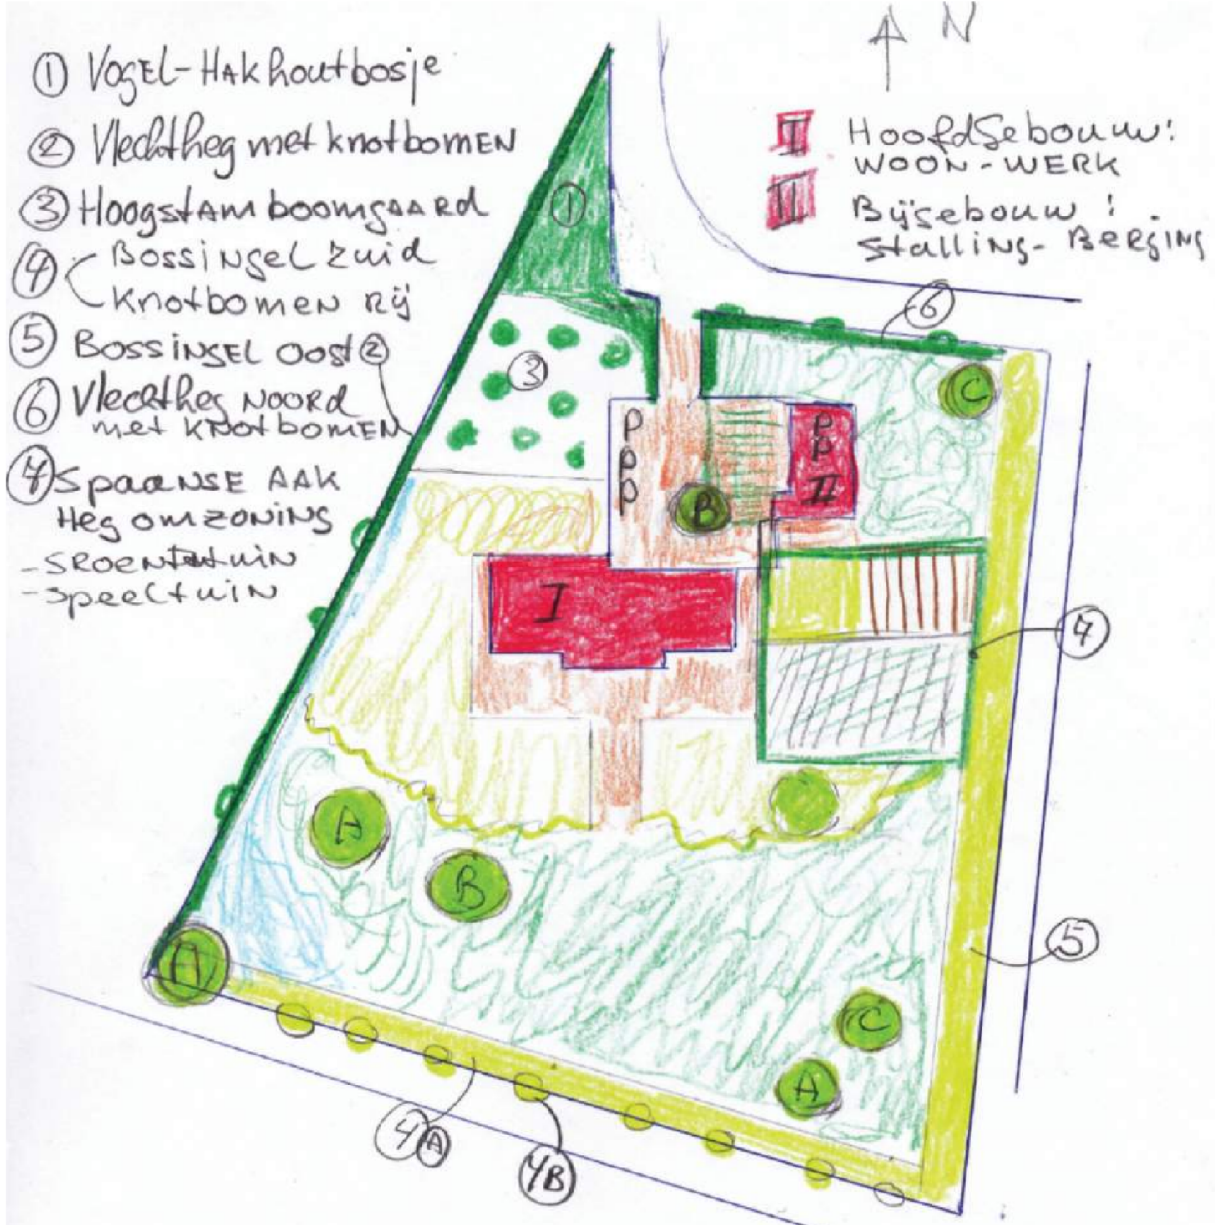 ① Vogel-Hakhoutbosje
② Vlechtheg met knotbomen
③ Hoogstam boomgaard
④ Bossingel zuid
knotbomen rij
⑤ Bossingel oost
⑥ Vlechtheg noord
met knotbomen
⑦ Spaanse aak
Heg omzoning
- Groentetuin
- Speeltuin
N
I Hoofdgebouw:
woon-werk
II Bijgebouw:
Stalling-Berging
①
②
③
⑥
C
P
P
P
B
P
P
II
I
⑦
A
B
A
⑤
C
A
4A
4B